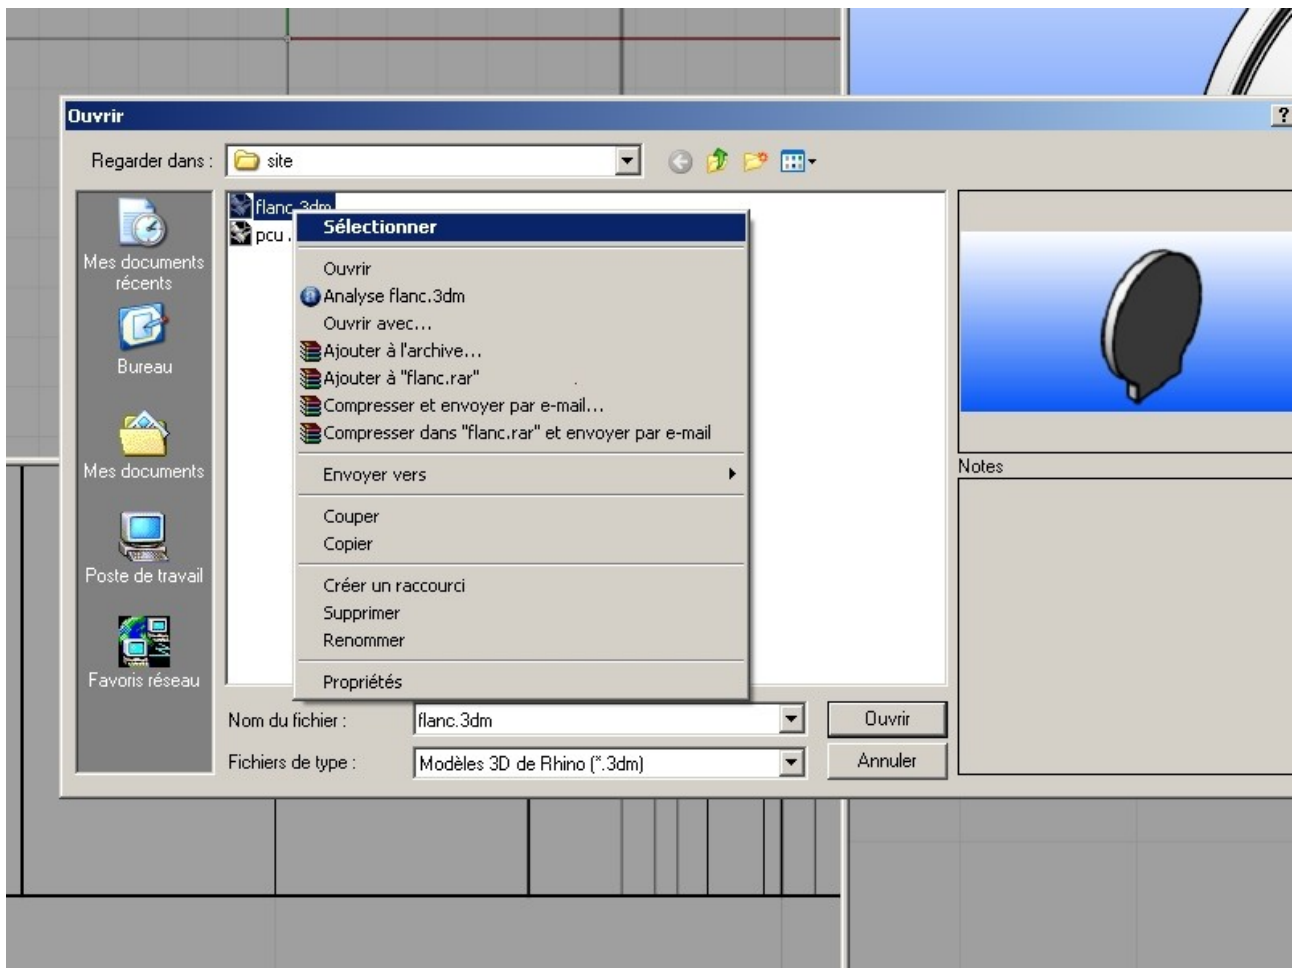 Ouvrir
?
Regarder dans :
site
Mes documents
récents
Bureau
Mes documents
Poste de travail
Favoris réseau
flanc.3dm
pcu .
Sélectionner
Ouvrir
Analyse flanc.3dm
Ouvrir avec...
Ajouter à l'archive...
Ajouter à "flanc.rar"
Compresser et envoyer par e-mail...
Compresser dans "flanc.rar" et envoyer par e-mail
Envoyer vers
Couper
Copier
Créer un raccourci
Supprimer
Renommer
Propriétés
Notes
Nom du fichier :
flanc.3dm
Ouvrir
Fichiers de type :
Modèles 3D de Rhino (*.3dm)
Annuler